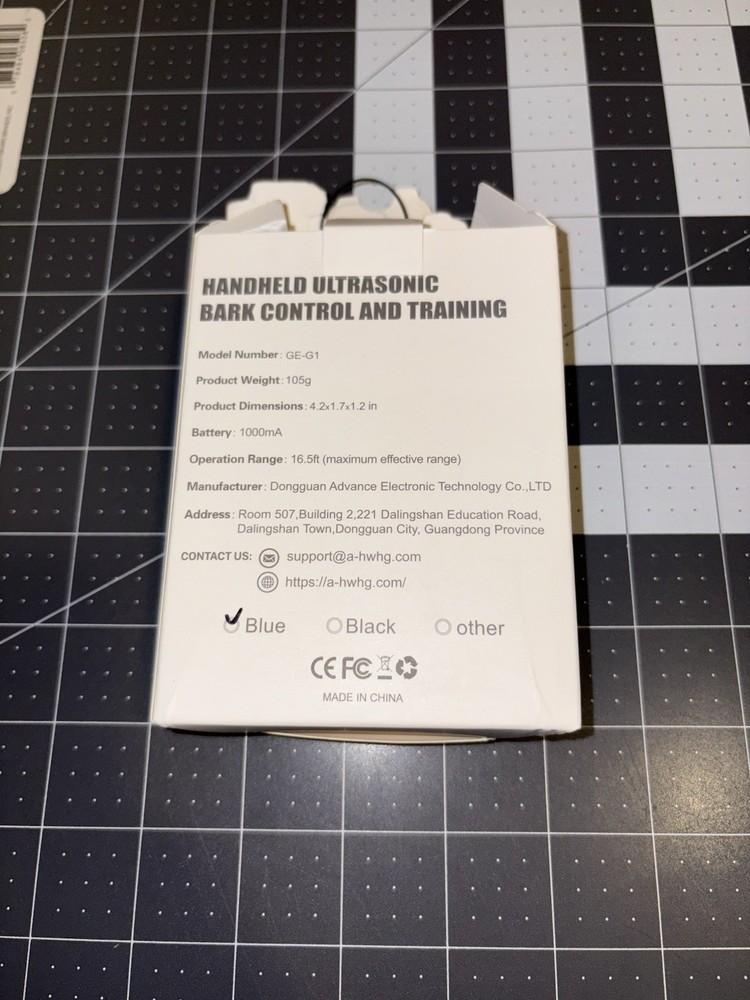 HANDHELD ULTRASONIC
BARK CONTROL AND TRAINING
Model Number: GE-G1
Product Weight: 105g
Product Dimensions: 4.2x1.7x1.2 in
Battery: 1000mA
Operation Range: 16.5ft (maximum effective range)
Manufacturer: Dongguan Advance Electronic Technology Co.,LTD
Address: Room 507,Building 2,221 Dalingshan Education Road,
Dalingshan Town,Dongguan City, Guangdong Province
CONTACT US: support@a-hwhg.com
https://a-hwhg.com/
Blue Black other
CE FC
MADE IN CHINA